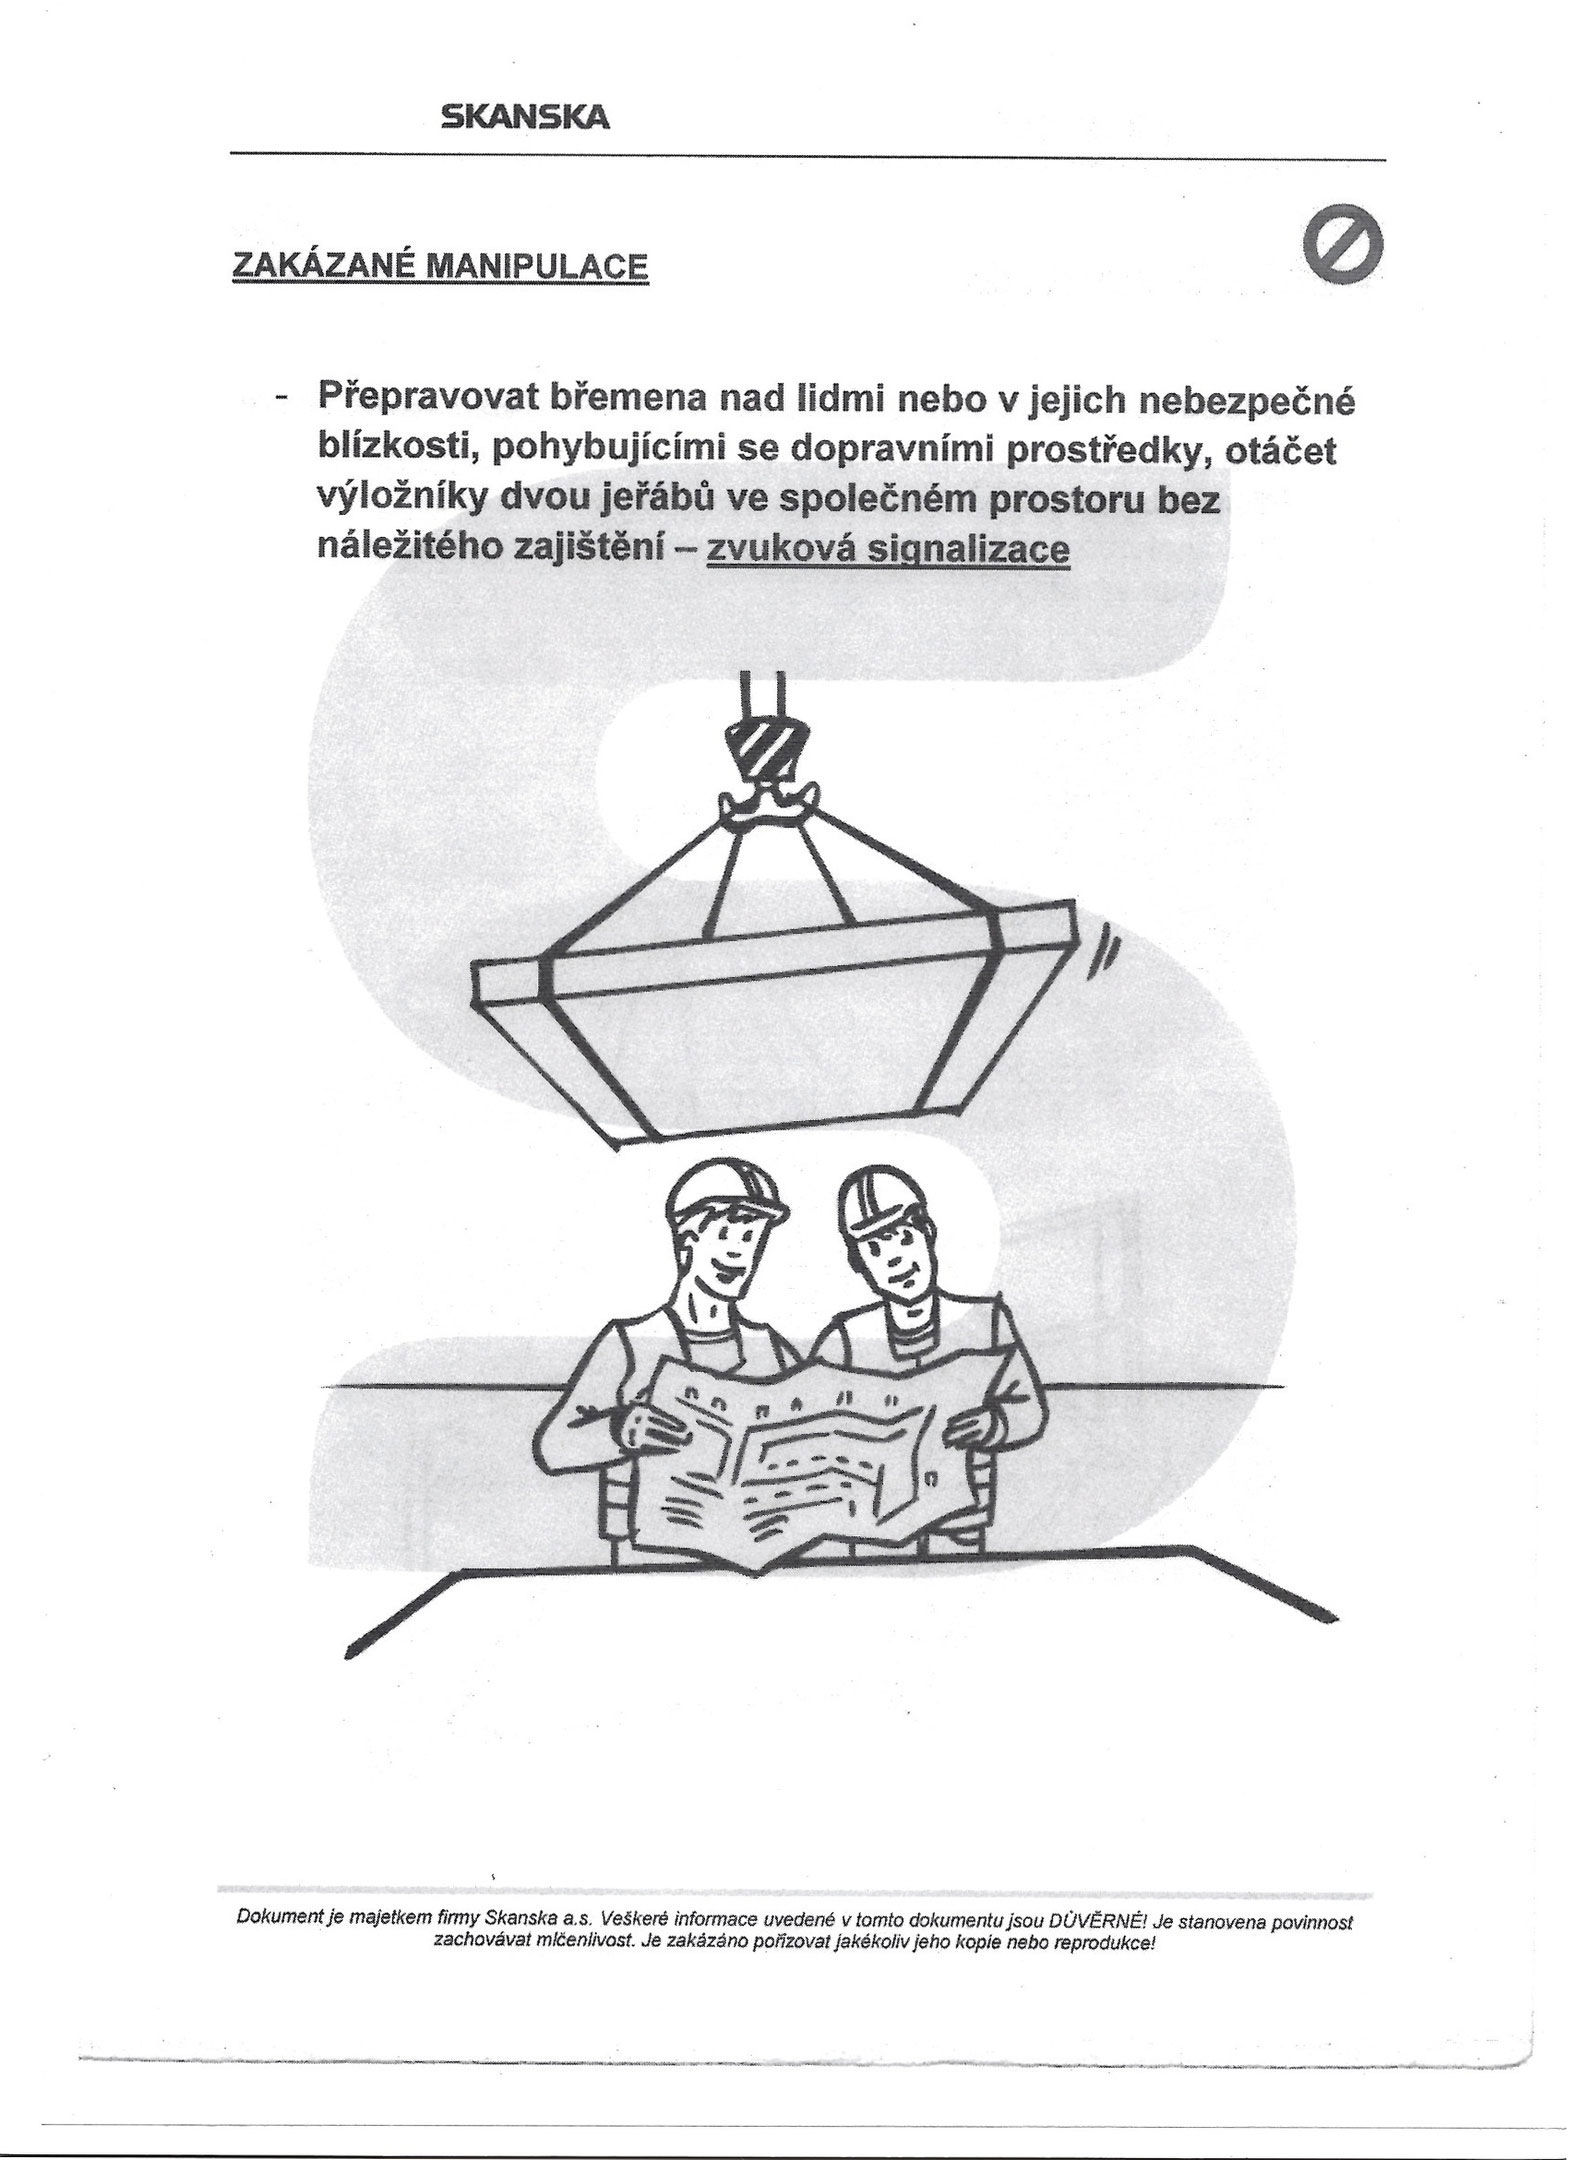 SKANSKA
ZAKÁZANÉ MANIPULACE
- Přepravovat břemena nad lidmi nebo v jejich nebezpečné
blízkosti, pohybujícími se dopravními prostředky, otáčet
výložníky dvou jeřábů ve společném prostoru bez
náležitého zajištění – zvuková signalizace
Dokument je majetkem firmy Skanska a.s. Veškeré informace uvedené v tomto dokumentu jsou DŮVĚRNÉ! Je stanovena povinnost
zachovávat mlčenlivost. Je zakázáno pořizovat jakékoliv jeho kopie nebo reprodukce!